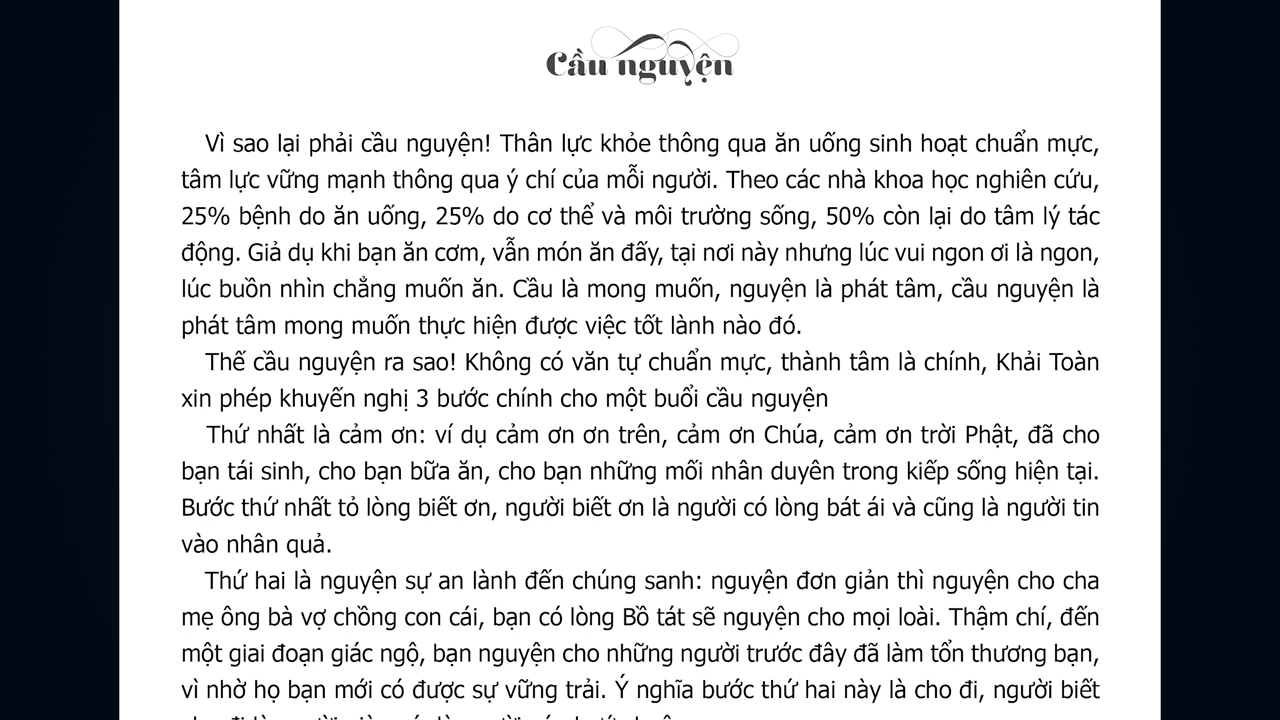 Cầu nguyện
Vì sao lại phải cầu nguyện! Thân lực khỏe thông qua ăn uống sinh hoạt chuẩn mực,
tâm lực vững mạnh thông qua ý chí của mỗi người. Theo các nhà khoa học nghiên cứu,
25% bệnh do ăn uống, 25% do cơ thể và môi trường sống, 50% còn lại do tâm lý tác
động. Giả dụ khi bạn ăn cơm, vẫn món ăn đấy, tại nơi này nhưng lúc vui ngon ơi là ngon,
lúc buồn nhìn chẳng muốn ăn. Cầu là mong muốn, nguyện là phát tâm, cầu nguyện là
phát tâm mong muốn thực hiện được việc tốt lành nào đó.
Thế cầu nguyện ra sao! Không có văn tự chuẩn mực, thành tâm là chính, Khải Toàn
xin phép khuyến nghị 3 bước chính cho một buổi cầu nguyện
Thứ nhất là cảm ơn: ví dụ cảm ơn ơn trên, cảm ơn Chúa, cảm ơn trời Phật, đã cho
bạn tái sinh, cho bạn bữa ăn, cho bạn những mối nhân duyên trong kiếp sống hiện tại.
Bước thứ nhất tỏ lòng biết ơn, người biết ơn là người có lòng bát ái và cũng là người tin
vào nhân quả.
Thứ hai là nguyện sự an lành đến chúng sanh: nguyện đơn giản thì nguyện cho cha
mẹ ông bà vợ chồng con cái, bạn có lòng Bồ tát sẽ nguyện cho mọi loài. Thậm chí, đến
một giai đoạn giác ngộ, bạn nguyện cho những người trước đây đã làm tổn thương bạn,
vì nhờ họ bạn mới có được sự vững trải. Ý nghĩa bước thứ hai này là cho đi, người biết